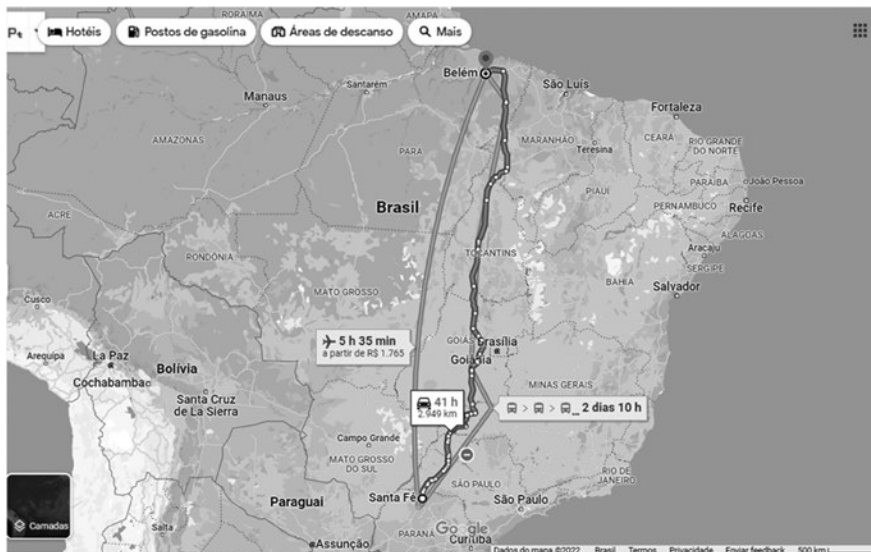 Hotéis
Postos de gasolina
Áreas de descanso
Mais
RORAIMA
AMAPÁ
Belém
São Luís
Santarém
Manaus
Fortaleza
AMAZONAS
PARÁ
MARANHÃO
CEARÁ
Teresina
RIO GRANDE
DO NORTE
PARAÍBA
João Pessoa
Brasil
PIAUÍ
PERNAMBUCO
Recife
ACRE
ALAGOAS
Aracaju
SERGIPE
TOCANTINS
RONDÔNIA
BAHIA
Salvador
MATO GROSSO
Cusco
5 h 35 min
a partir de R$ 1.765
GOIÁS
Brasília
Goiânia
Arequipa
La Paz
Bolívia
Cochabamba
MINAS GERAIS
41 h
2.949 km
2 dias 10 h
Santa Cruz
de La Sierra
Campo Grande
MATO GROSSO
DO SUL
RIO DE
JANEIRO
SÃO PAULO
Santa Fé
São Paulo
Paraguai
Camadas
Salta
PARANÁ
Google
Curitiba
Assunção
Dados do mapa ©2022 Brasil Termos Privacidade Enviar feedback 500 km